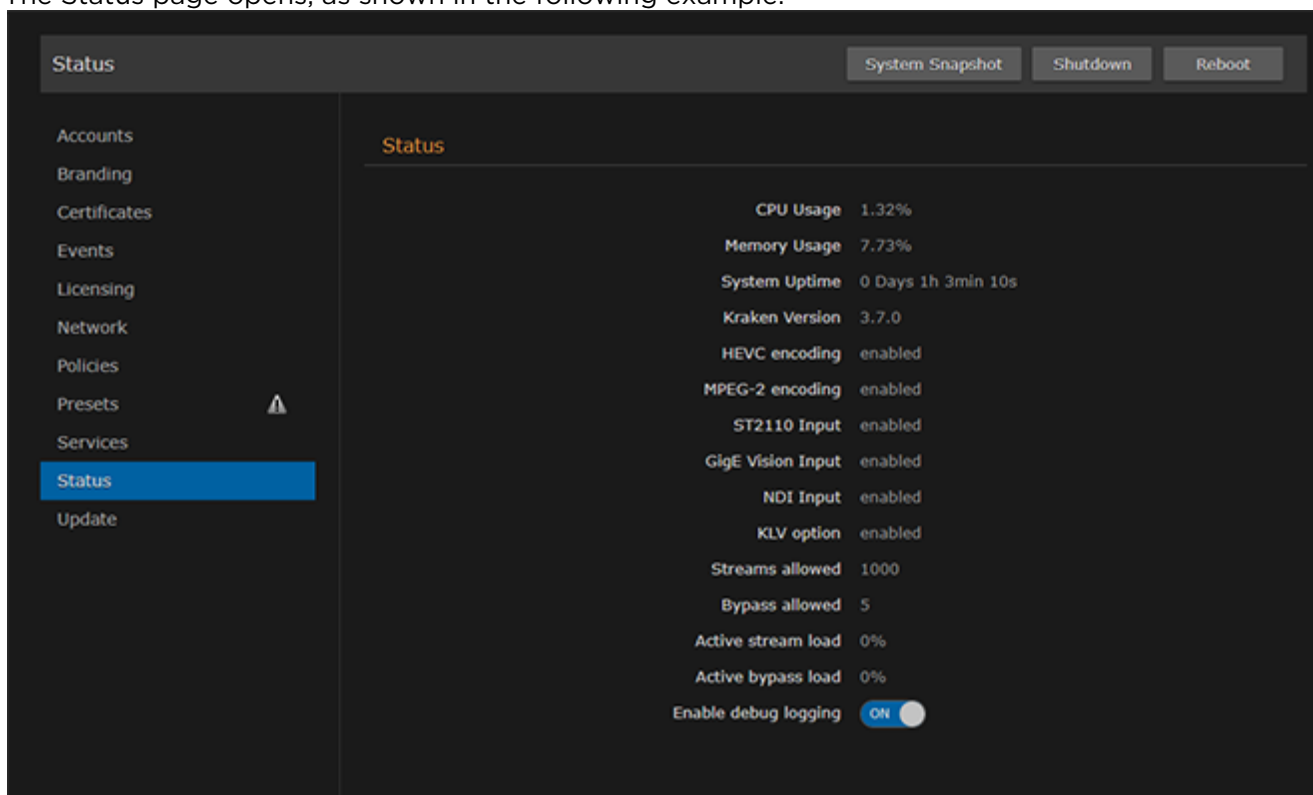 The Status page opens, as shown in the following example.
Status System Snapshot Shutdown Reboot
Accounts
Branding
Certificates
Events
Licensing
Network
Policies
Presets
Services
Status
Update
Status
CPU Usage 1.32%
Memory Usage 7.73%
System Uptime 0 Days 1h 3min 10s
Kraken Version 3.7.0
HEVC encoding enabled
MPEG-2 encoding enabled
ST2110 Input enabled
GigE Vision Input enabled
NDI Input enabled
KLV option enabled
Streams allowed 1000
Bypass allowed 5
Active stream load 0%
Active bypass load 0%
Enable debug logging ON